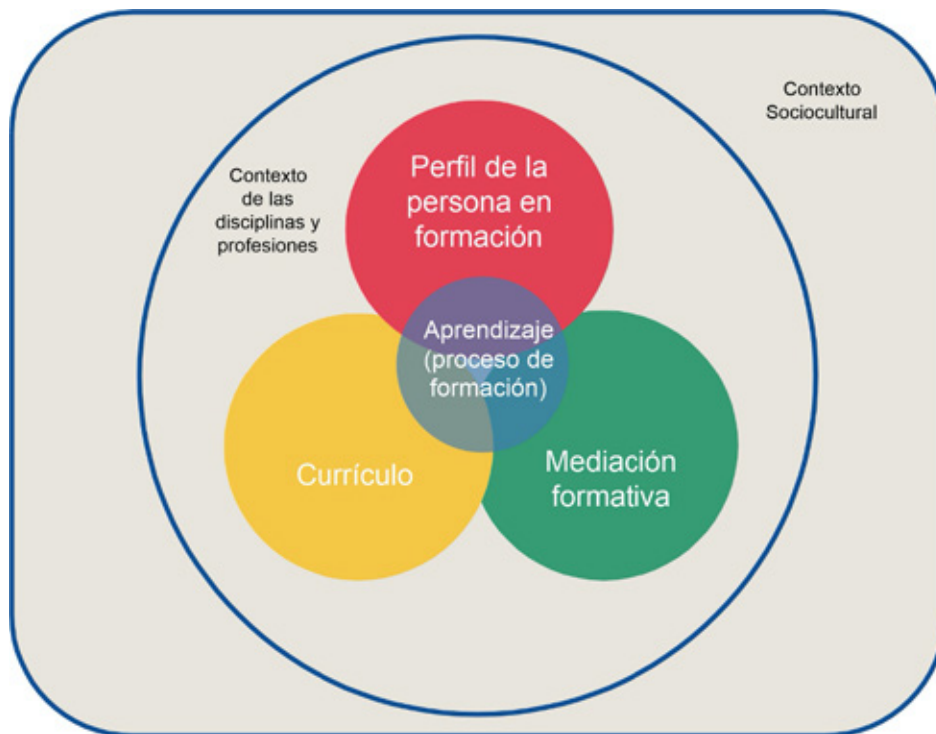 Contexto
Sociocultural
Contexto
de las
disciplinas y
profesiones
Perfil de la
persona en
formación
Aprendizaje
(proceso de
formación)
Currículo
Mediación
formativa